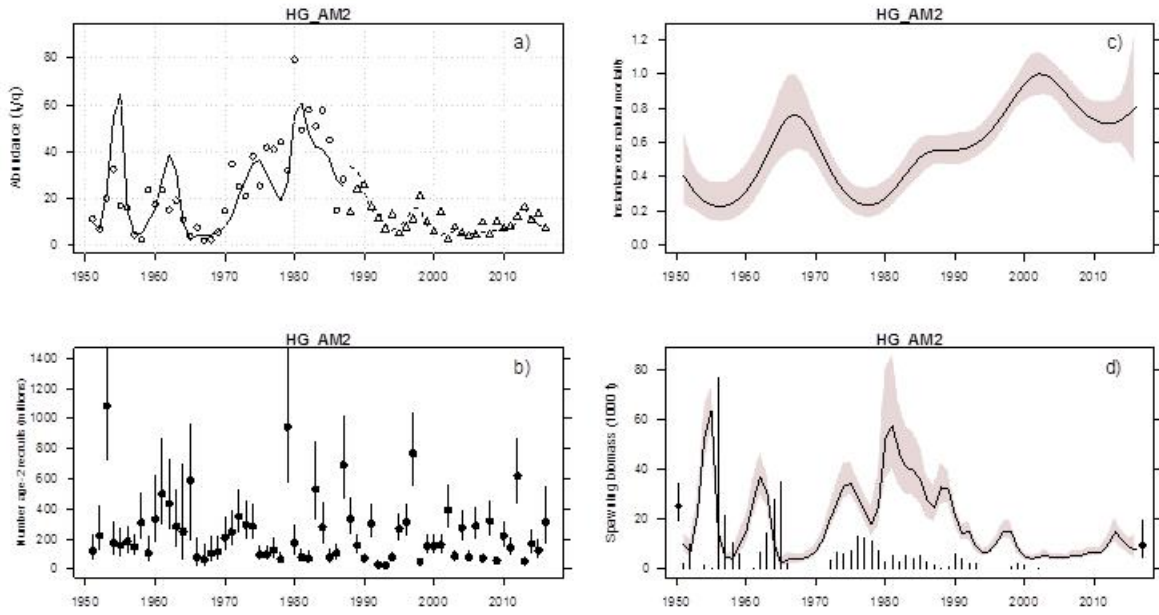 HG_AM2
a)
Abundance (It/q)
80
60
40
20
0
1950 1960 1970 1980 1990 2000 2010
HG_AM2
c)
Instantaneous natural mortality
1.2
1.0
0.8
0.6
0.4
0.2
0.0
1950 1960 1970 1980 1990 2000 2010
HG_AM2
b)
Number age-2 recruits (millions)
1400
1200
1000
800
600
400
200
0
1950 1960 1970 1980 1990 2000 2010
HG_AM2
d)
Spawning biomass (1000 t)
80
60
40
20
0
1950 1960 1970 1980 1990 2000 2010